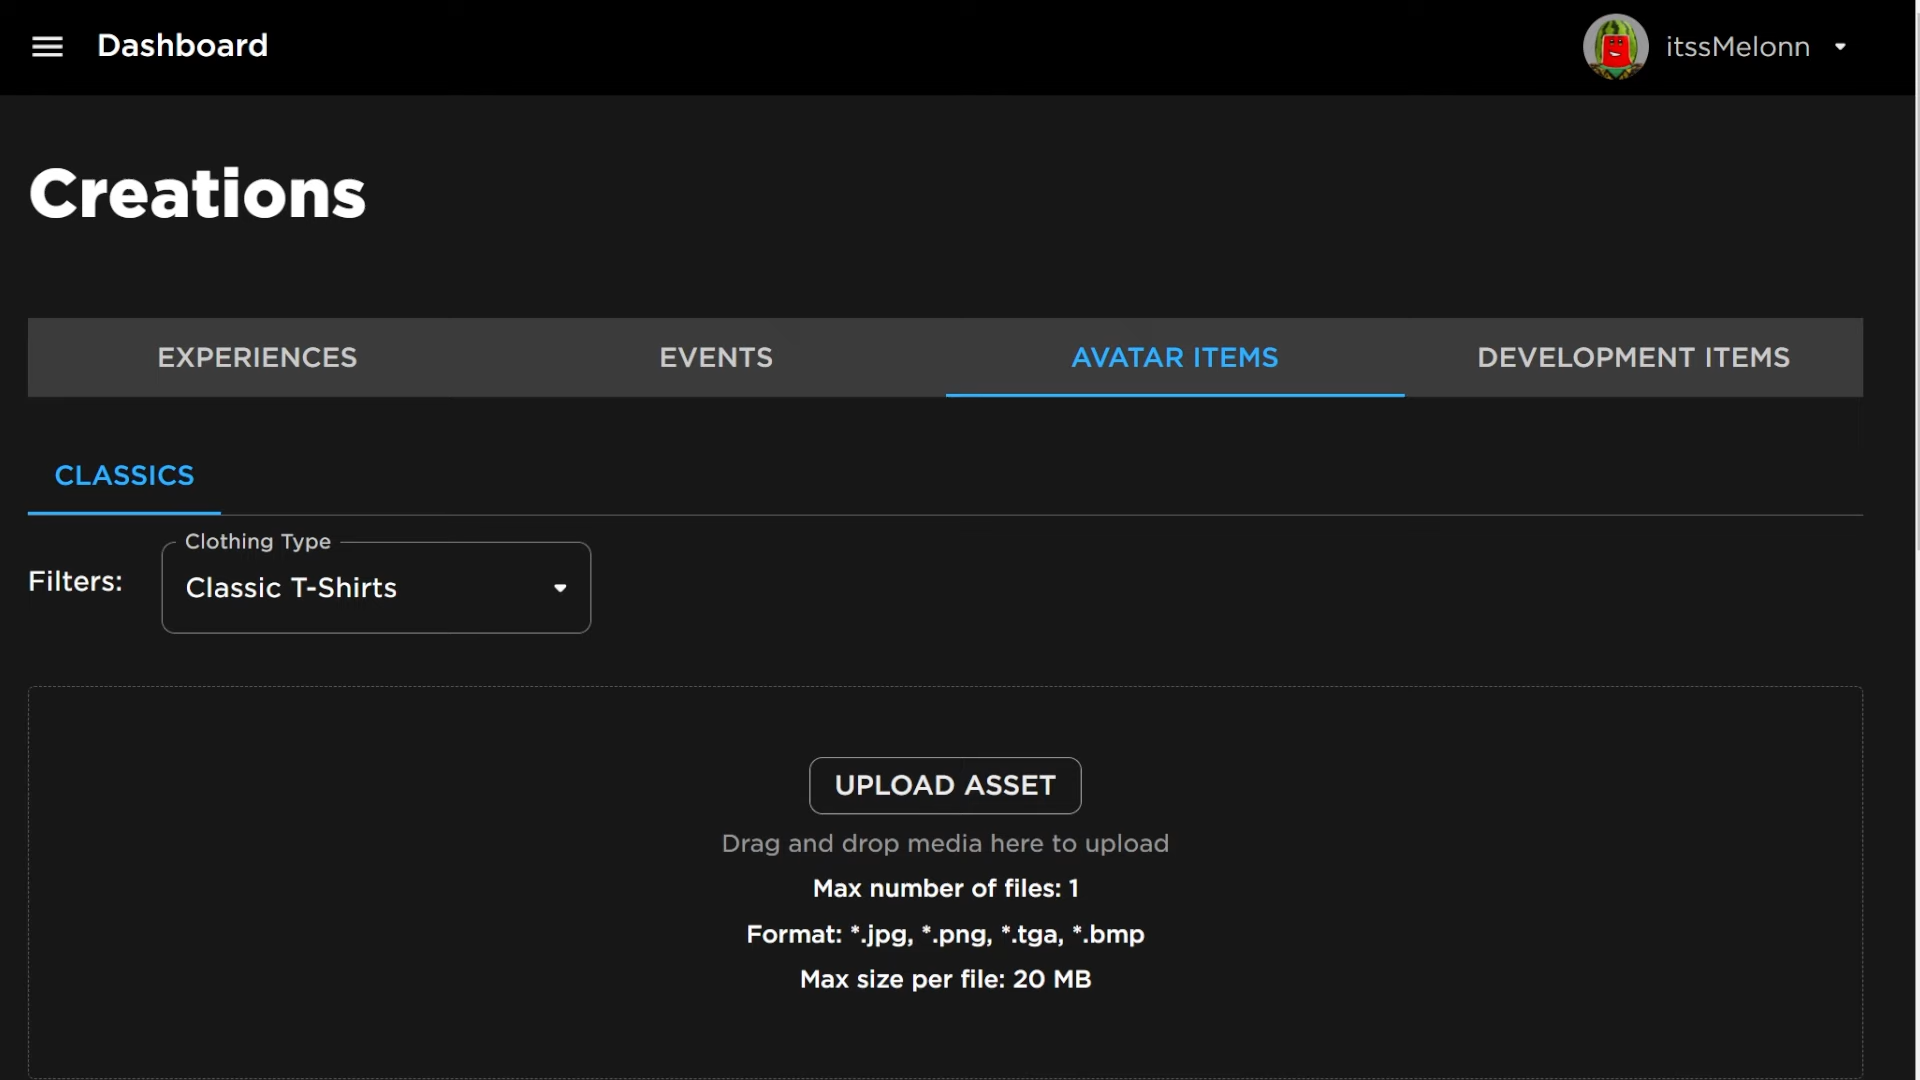 Dashboard
itssMelonn
Creations
EXPERIENCES
EVENTS
AVATAR ITEMS
DEVELOPMENT ITEMS
CLASSICS
Filters:
Clothing Type
Classic T-Shirts
UPLOAD ASSET
Drag and drop media here to upload
Max number of files: 1
Format: *.jpg, *.png, *.tga, *.bmp
Max size per file: 20 MB